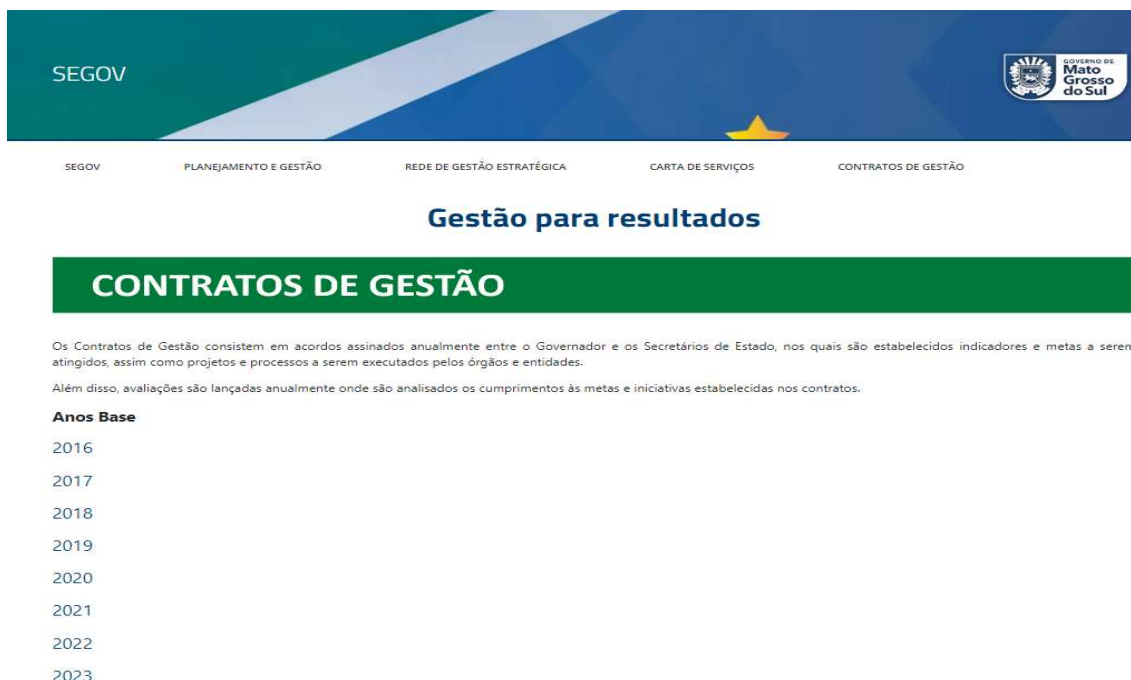 SEGOV
GOVERNO DE
Mato
Grosso
do Sul
SEGOV PLANEJAMENTO E GESTÃO REDE DE GESTÃO ESTRATÉGICA CARTA DE SERVIÇOS CONTRATOS DE GESTÃO
Gestão para resultados
CONTRATOS DE GESTÃO
Os Contratos de Gestão consistem em acordos assinados anualmente entre o Governador e os Secretários de Estado, nos quais são estabelecidos indicadores e metas a seren
atingidos, assim como projetos e processos a serem executados pelos órgãos e entidades.
Além disso, avaliações são lançadas anualmente onde são analisados os cumprimentos às metas e iniciativas estabelecidas nos contratos.
Anos Base
2016
2017
2018
2019
2020
2021
2022
2023